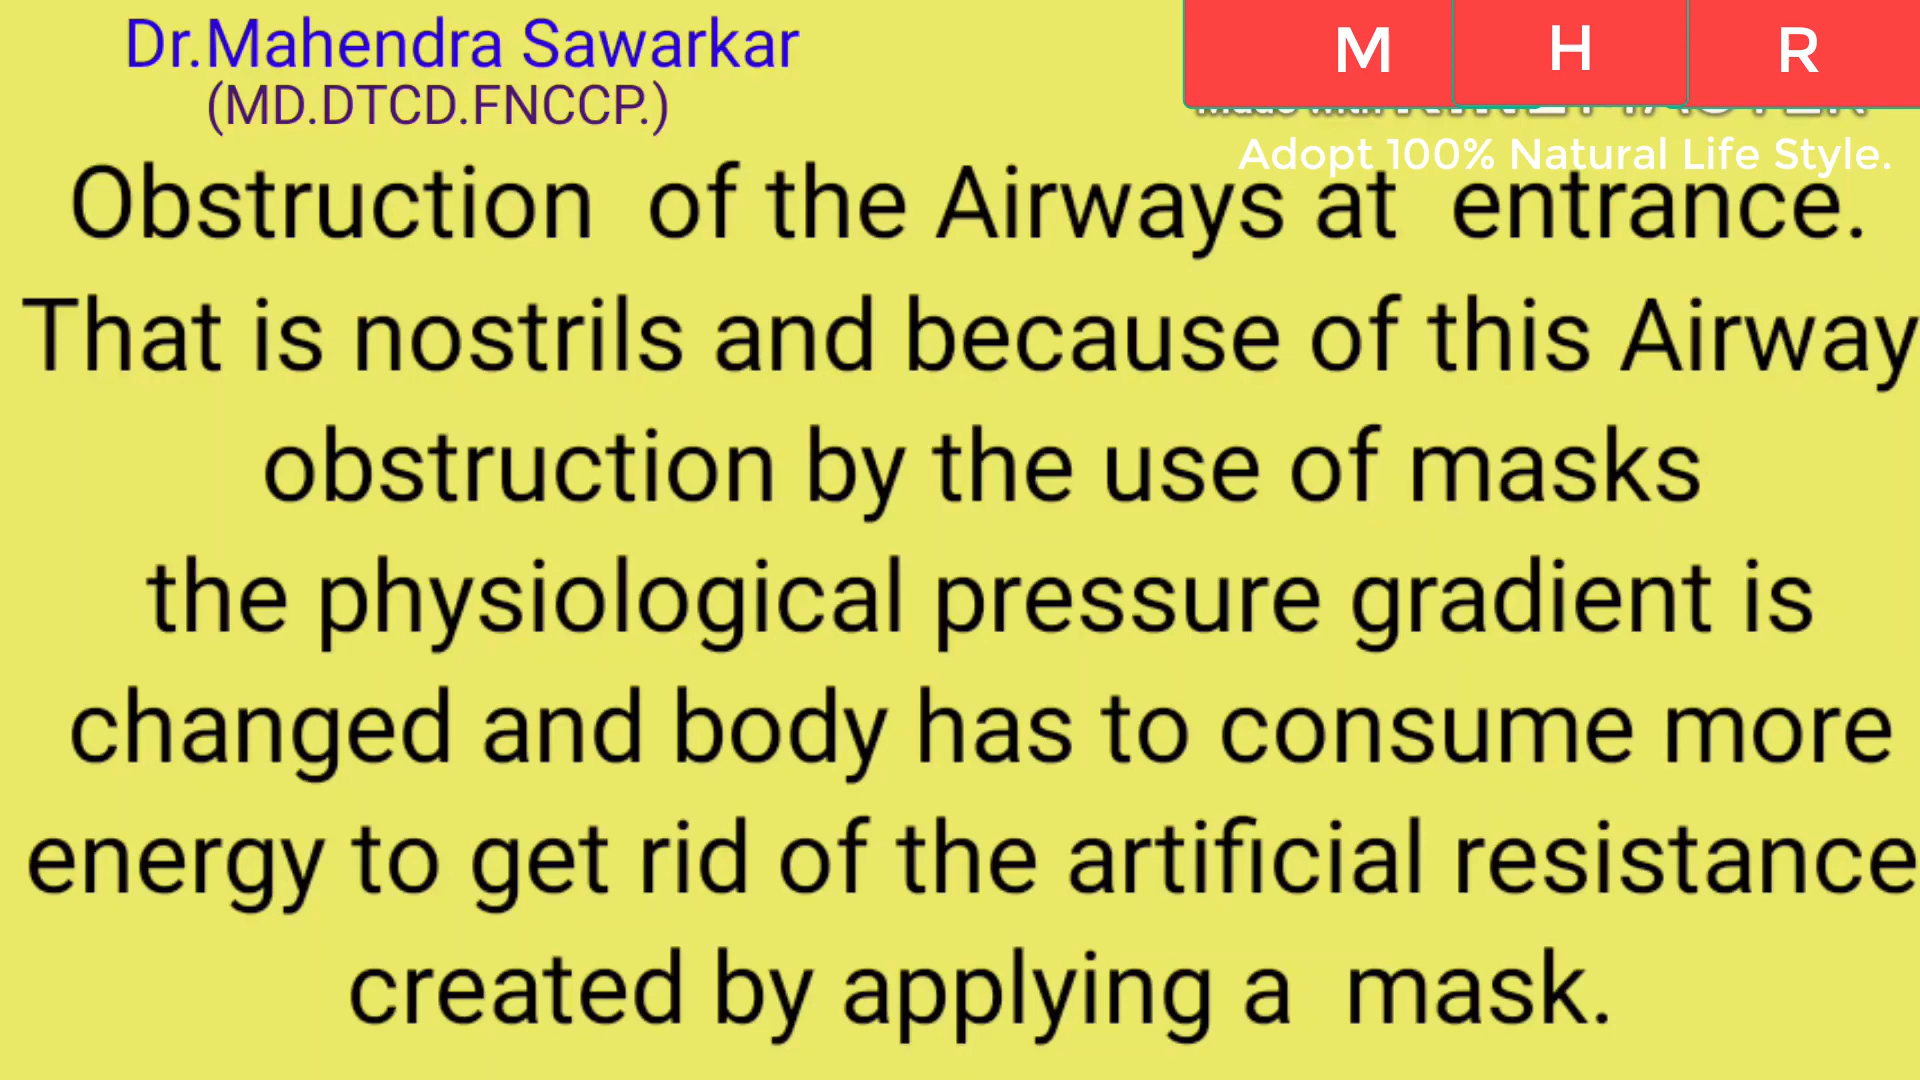 Dr.Mahendra Sawarkar
(MD.DTCD.FNCCP.)
M H R
Adopt 100% Natural Life Style.
Obstruction of the Airways at entrance.
That is nostrils and because of this Airway
obstruction by the use of masks
the physiological pressure gradient is
changed and body has to consume more
energy to get rid of the artificial resistance
created by applying a mask.